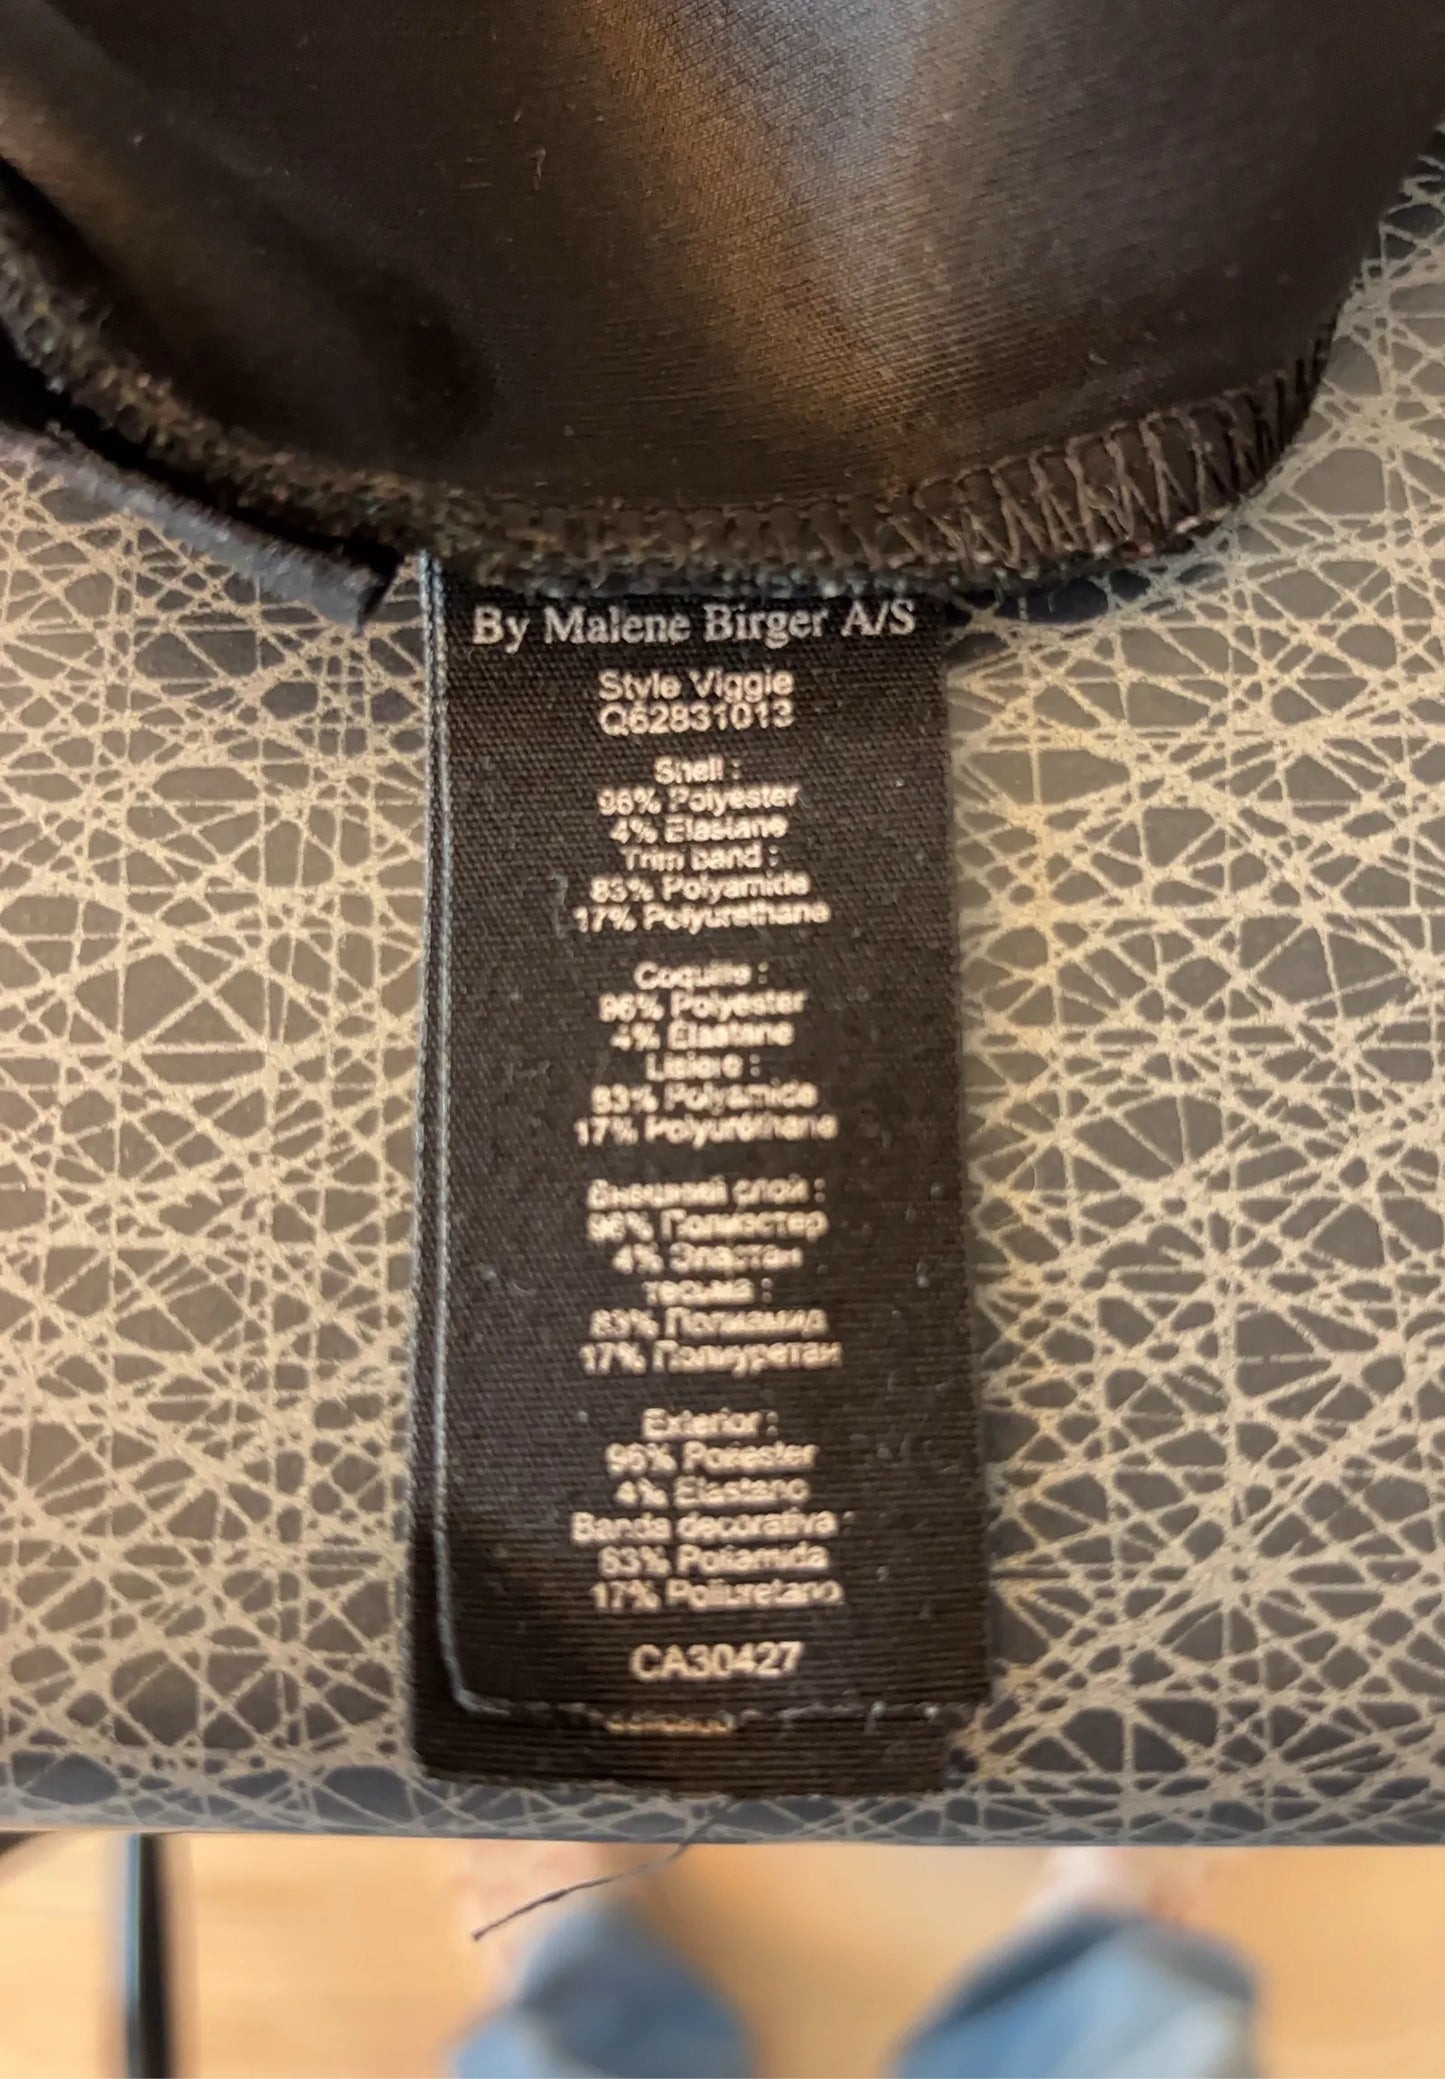 By Malene Birger A/S
Style Viggie
Q62831013
Shell :
96% Polyester
4% Elastane
Trim band :
83% Polyamide
17% Polyurethane
Coquille :
96% Polyester
4% Elasthane
Lisière :
83% Polyamide
17% Polyuréthane
Внешний слой :
96% Полиэстер
4% Эластан
тесьма :
83% Полиамид
17% Полиуретан
Exterior :
96% Poliéster
4% Elastano
Banda decorativa :
83% Poliamida
17% Poliuretano
CA30427